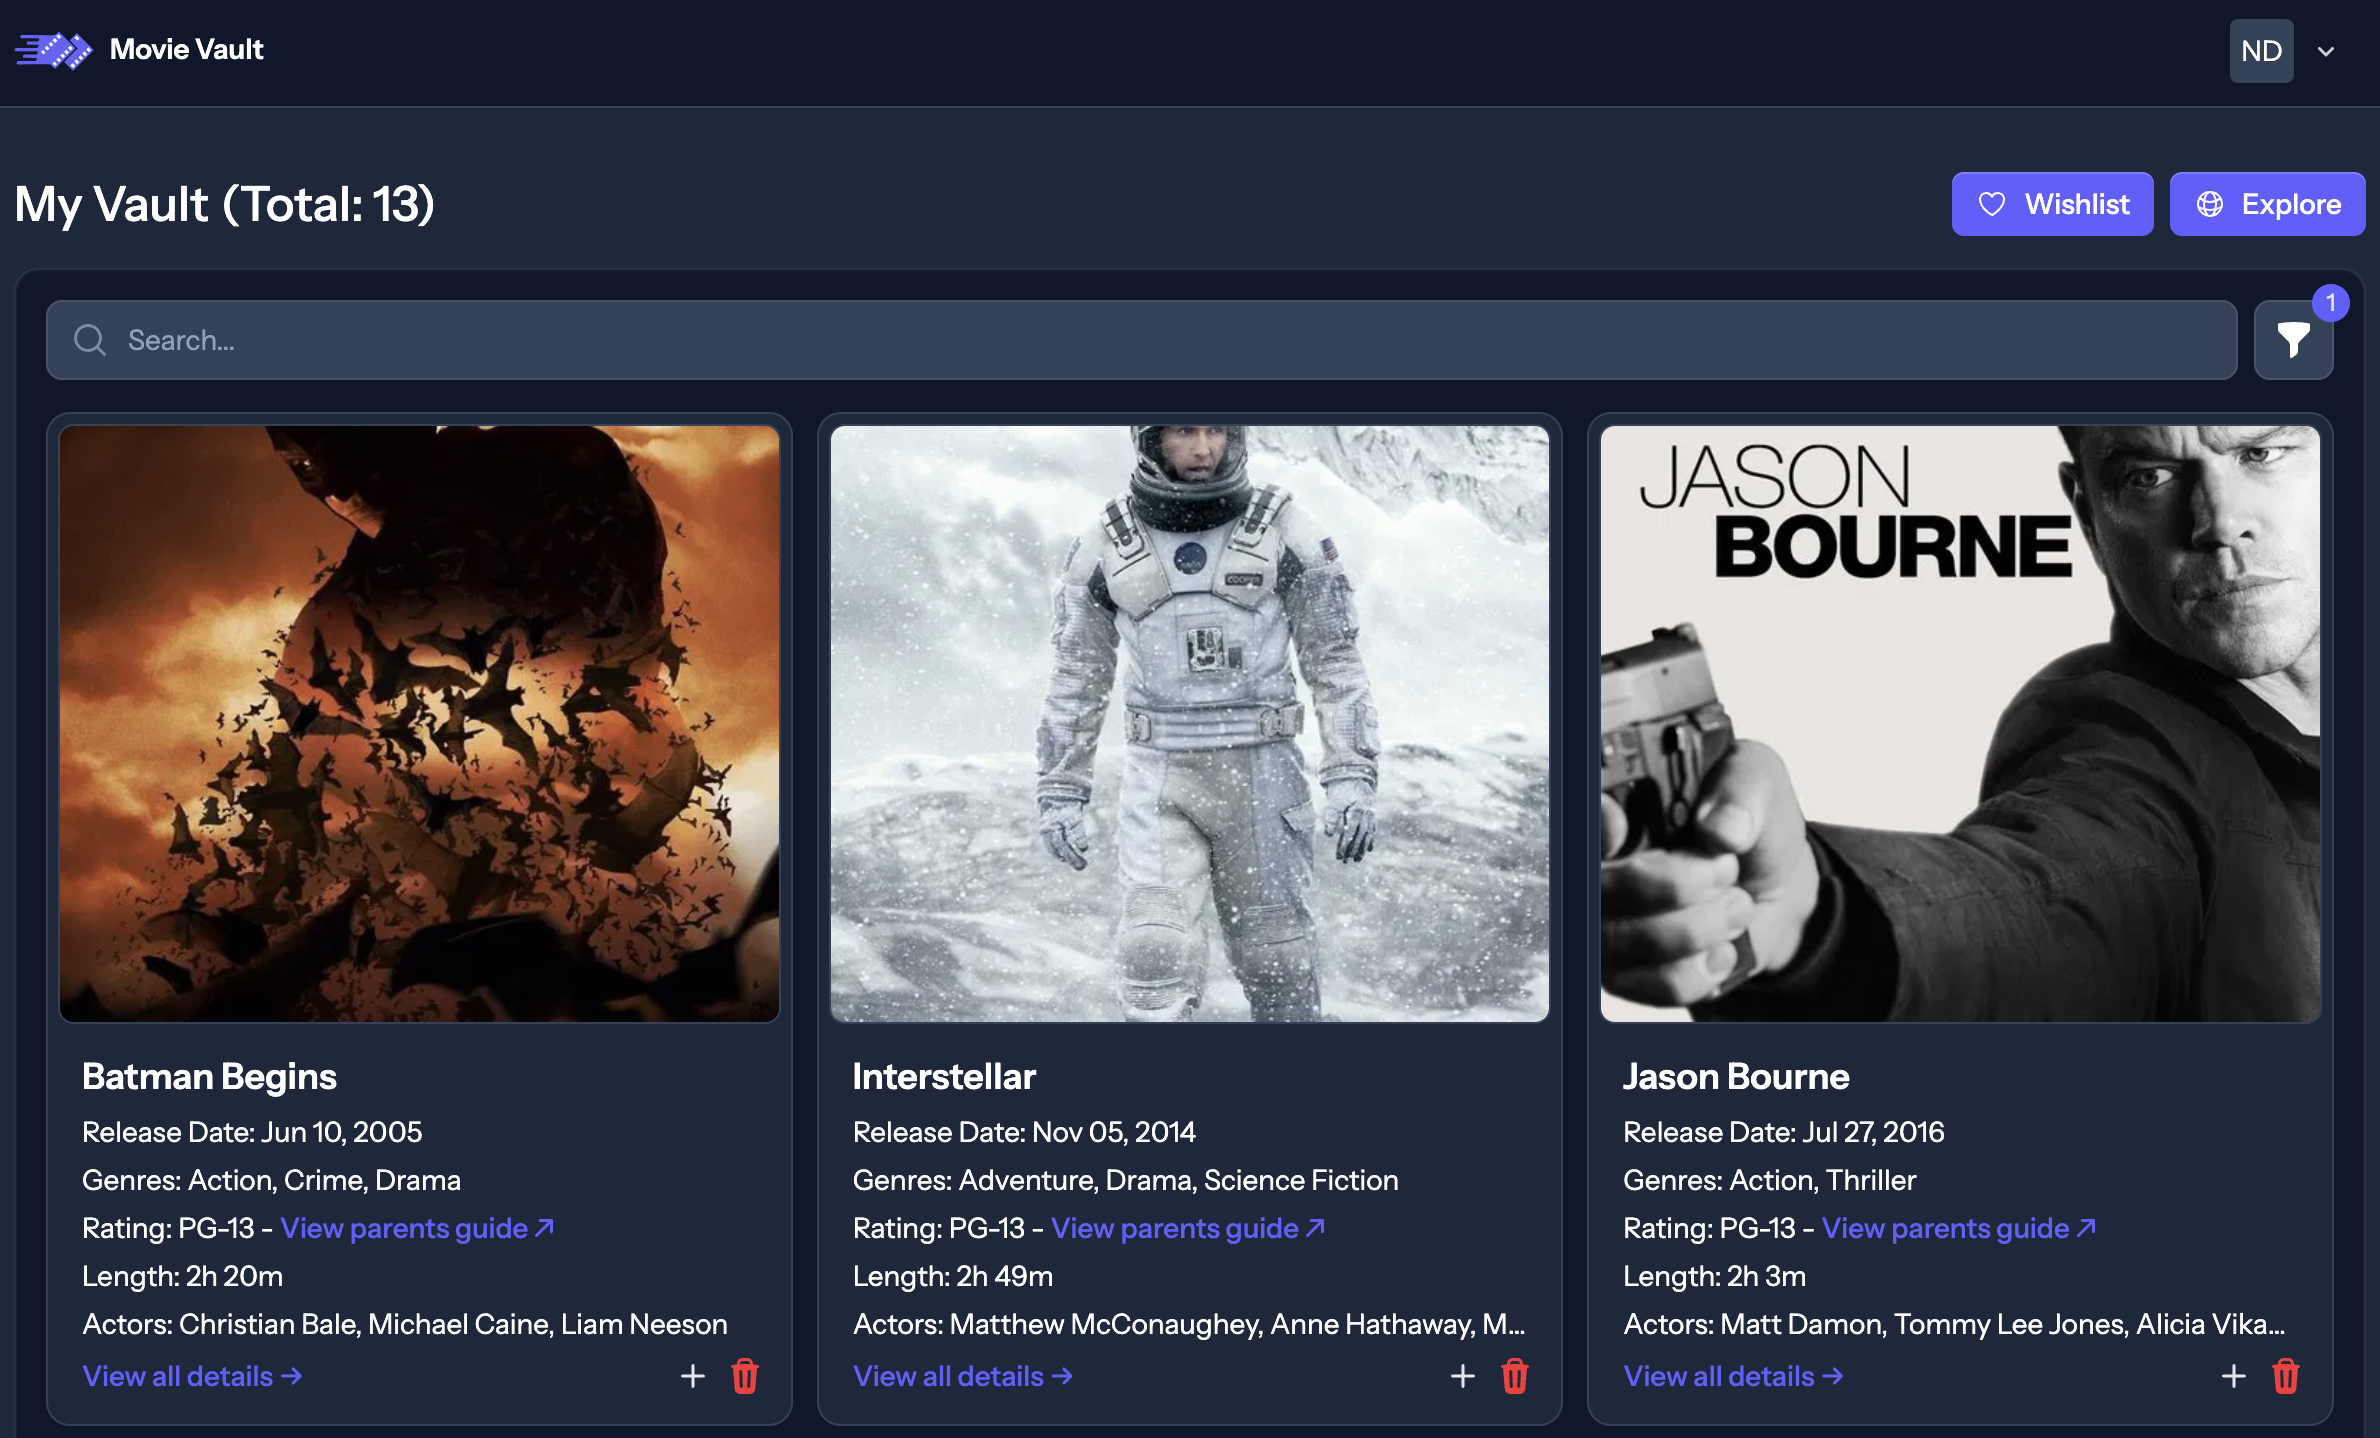 Movie Vault
ND
My Vault (Total: 13)
Wishlist
Explore
Search...
1
COOPER
JASON
BOURNE
Batman Begins
Release Date: Jun 10, 2005
Genres: Action, Crime, Drama
Rating: PG-13 - View parents guide ↗
Length: 2h 20m
Actors: Christian Bale, Michael Caine, Liam Neeson
View all details →
Interstellar
Release Date: Nov 05, 2014
Genres: Adventure, Drama, Science Fiction
Rating: PG-13 - View parents guide ↗
Length: 2h 49m
Actors: Matthew McConaughey, Anne Hathaway, M...
View all details →
Jason Bourne
Release Date: Jul 27, 2016
Genres: Action, Thriller
Rating: PG-13 - View parents guide ↗
Length: 2h 3m
Actors: Matt Damon, Tommy Lee Jones, Alicia Vika...
View all details →